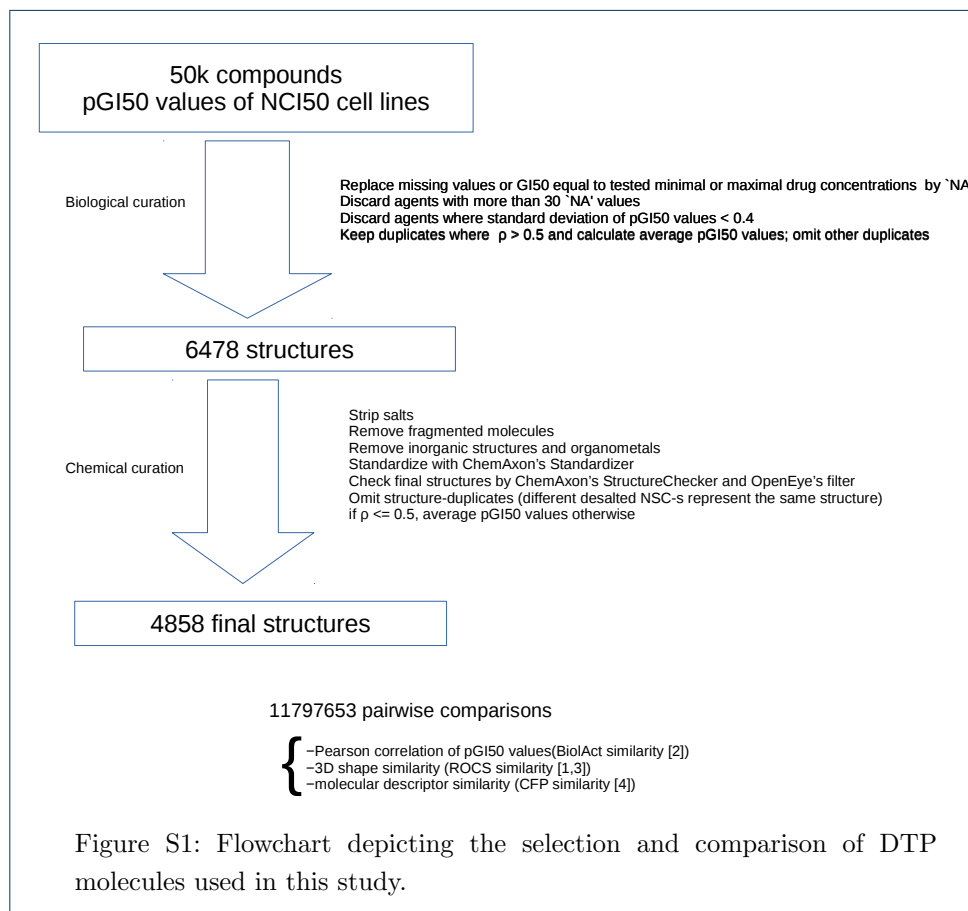 50k compounds
pGI50 values of NCI50 cell lines
Biological curation
Replace missing values or GI50 equal to tested minimal or maximal drug concentrations by `NA
Discard agents with more than 30 `NA' values
Discard agents where standard deviation of pGI50 values < 0.4
Keep duplicates where ρ > 0.5 and calculate average pGI50 values; omit other duplicates
6478 structures
Chemical curation
Strip salts
Remove fragmented molecules
Remove inorganic structures and organometals
Standardize with ChemAxon's Standardizer
Check final structures by ChemAxon's StructureChecker and OpenEye's filter
Omit structure-duplicates (different desalted NSC-s represent the same structure)
if ρ <= 0.5, average pGI50 values otherwise
4858 final structures
11797653 pairwise comparisons
{ −Pearson correlation of pGI50 values(BiolAct similarity [2])
−3D shape similarity (ROCS similarity [1,3])
−molecular descriptor similarity (CFP similarity [4])
Figure S1: Flowchart depicting the selection and comparison of DTP
molecules used in this study.